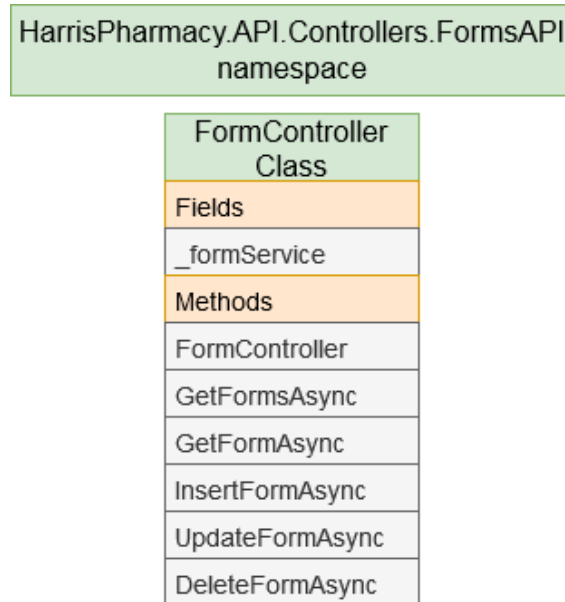 HarrisPharmacy.API.Controllers.FormsAPI
namespace
FormController
Class
Fields
_formService
Methods
FormController
GetFormsAsync
GetFormAsync
InsertFormAsync
UpdateFormAsync
DeleteFormAsync